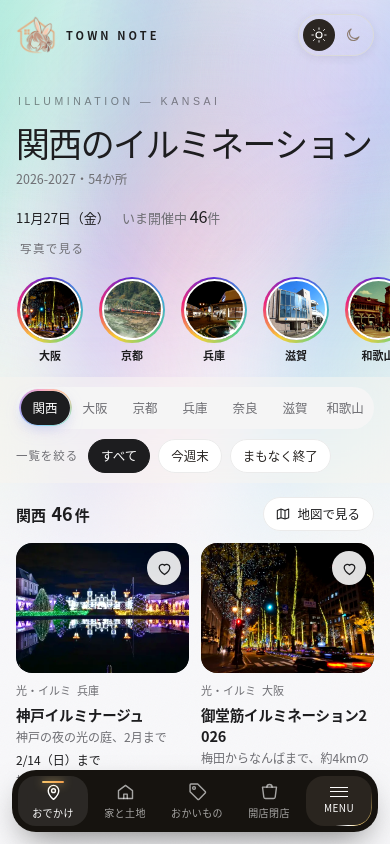 TOWN NOTE
ILLUMINATION — KANSAI
関西のイルミネーション
2026-2027・54か所
11月27日（金） いま開催中 46件
写真で見る
大阪 京都 兵庫 滋賀 和歌山
関西 大阪 京都 兵庫 奈良 滋賀 和歌山
一覧を絞る すべて 今週末 まもなく終了
関西 46件 地図で見る
光・イルミ 兵庫
神戸イルミナージュ
神戸の夜の光の庭、2月まで
2/14（日）まで
光・イルミ 大阪
御堂筋イルミネーション2
026
梅田からなんばまで、約4kmの
おでかけ 家と土地 おかいもの 開店閉店 MENU